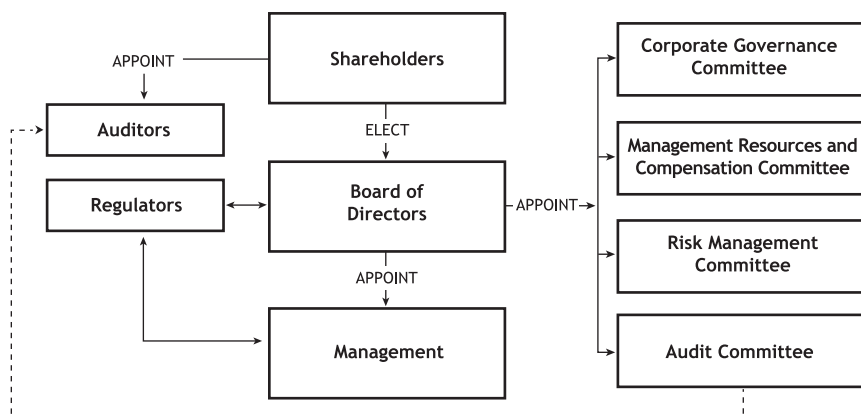 Shareholders
APPOINT
Auditors
ELECT
Regulators
Board of
Directors
APPOINT
APPOINT
Management
Corporate Governance
Committee
Management Resources and
Compensation Committee
Risk Management
Committee
Audit Committee